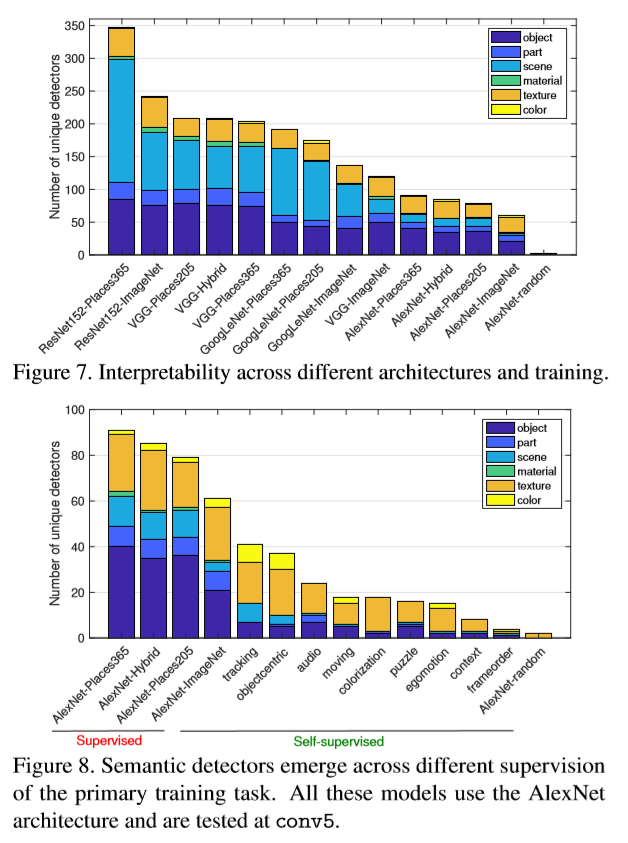 350
300
250
200
150
100
50
0
Number of unique detectors
object
part
scene
material
texture
color
ResNet152-Places365
ResNet152-ImageNet
VGG-Places205
VGG-Hybrid
VGG-Places365
GoogLeNet-Places365
GoogLeNet-Places205
GoogLeNet-ImageNet
VGG-ImageNet
AlexNet-Places365
AlexNet-Hybrid
AlexNet-Places205
AlexNet-ImageNet
AlexNet-random
Figure 7. Interpretability across different architectures and training.
100
80
60
40
20
0
Number of unique detectors
object
part
scene
material
texture
color
AlexNet-Places365
AlexNet-Hybrid
AlexNet-Places205
AlexNet-ImageNet
tracking
objectcentric
audio
moving
colorization
puzzle
egomotion
context
frameorder
AlexNet-random
Supervised
Self-supervised
Figure 8. Semantic detectors emerge across different supervision
of the primary training task. All these models use the AlexNet
architecture and are tested at conv5.